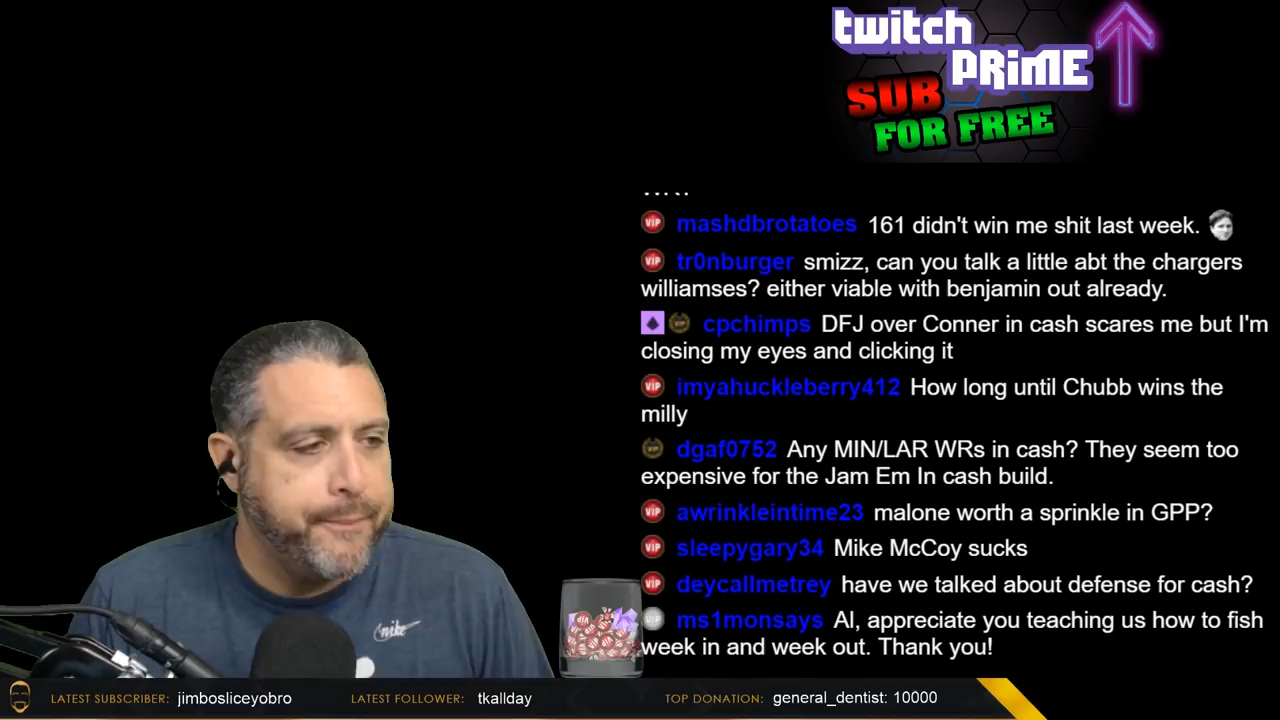 twitch
PRiME
SUB
FOR FREE
mashdbrotatoes 161 didn't win me shit last week.
tr0nburger smizz, can you talk a little abt the chargers
williamses? either viable with benjamin out already.
cpchimps DFJ over Conner in cash scares me but I'm
closing my eyes and clicking it
imyahuckleberry412 How long until Chubb wins the
milly
dgaf0752 Any MIN/LAR WRs in cash? They seem too
expensive for the Jam Em In cash build.
awrinkleintime23 malone worth a sprinkle in GPP?
sleepygary34 Mike McCoy sucks
deycallmetrey have we talked about defense for cash?
ms1monsays Al, appreciate you teaching us how to fish
week in and week out. Thank you!
nike
LATEST SUBSCRIBER: jimbosliceyobro LATEST FOLLOWER: tkallday TOP DONATION: general_dentist: 10000